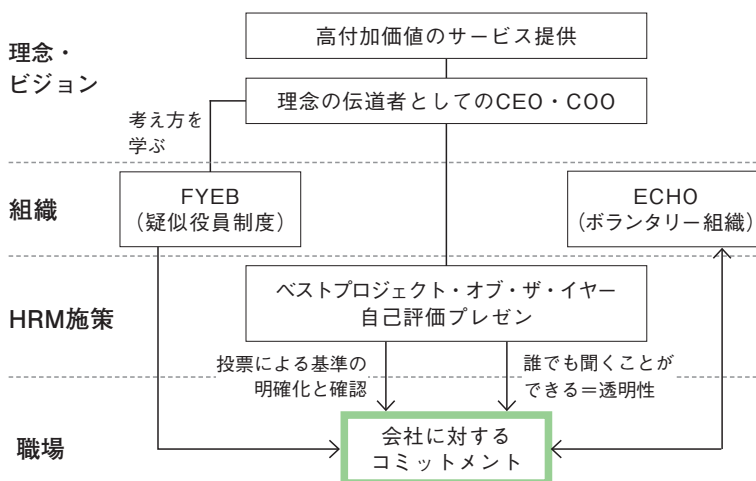 高付加価値のサービス提供
理念・
ビジョン
理念の伝道者としてのCEO・COO
考え方を
学ぶ
組織
FYEB
（疑似役員制度）
ECHO
（ボランタリー組織）
HRM施策
ベストプロジェクト・オブ・ザ・イヤー
自己評価プレゼン
投票による基準の
明確化と確認
誰でも聞くことが
できる＝透明性
職場
会社に対する
コミットメント